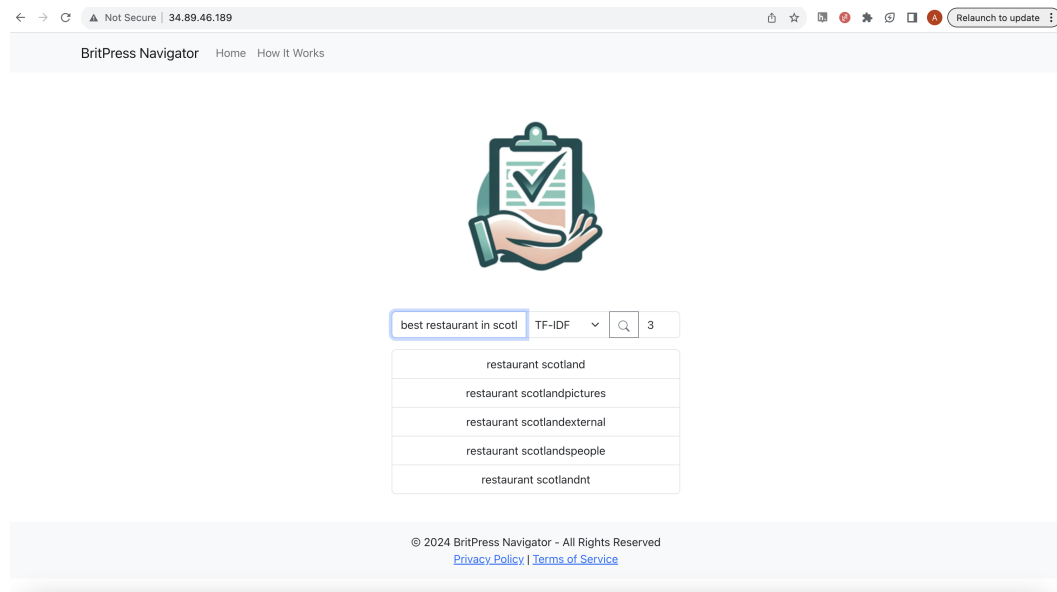 Not Secure | 34.89.46.189 A Relaunch to update
BritPress Navigator Home How It Works
best restaurant in scotl TF-IDF 3
restaurant scotland
restaurant scotlandpictures
restaurant scotlandexternal
restaurant scotlandspeople
restaurant scotlandnt
© 2024 BritPress Navigator - All Rights Reserved
Privacy Policy | Terms of Service